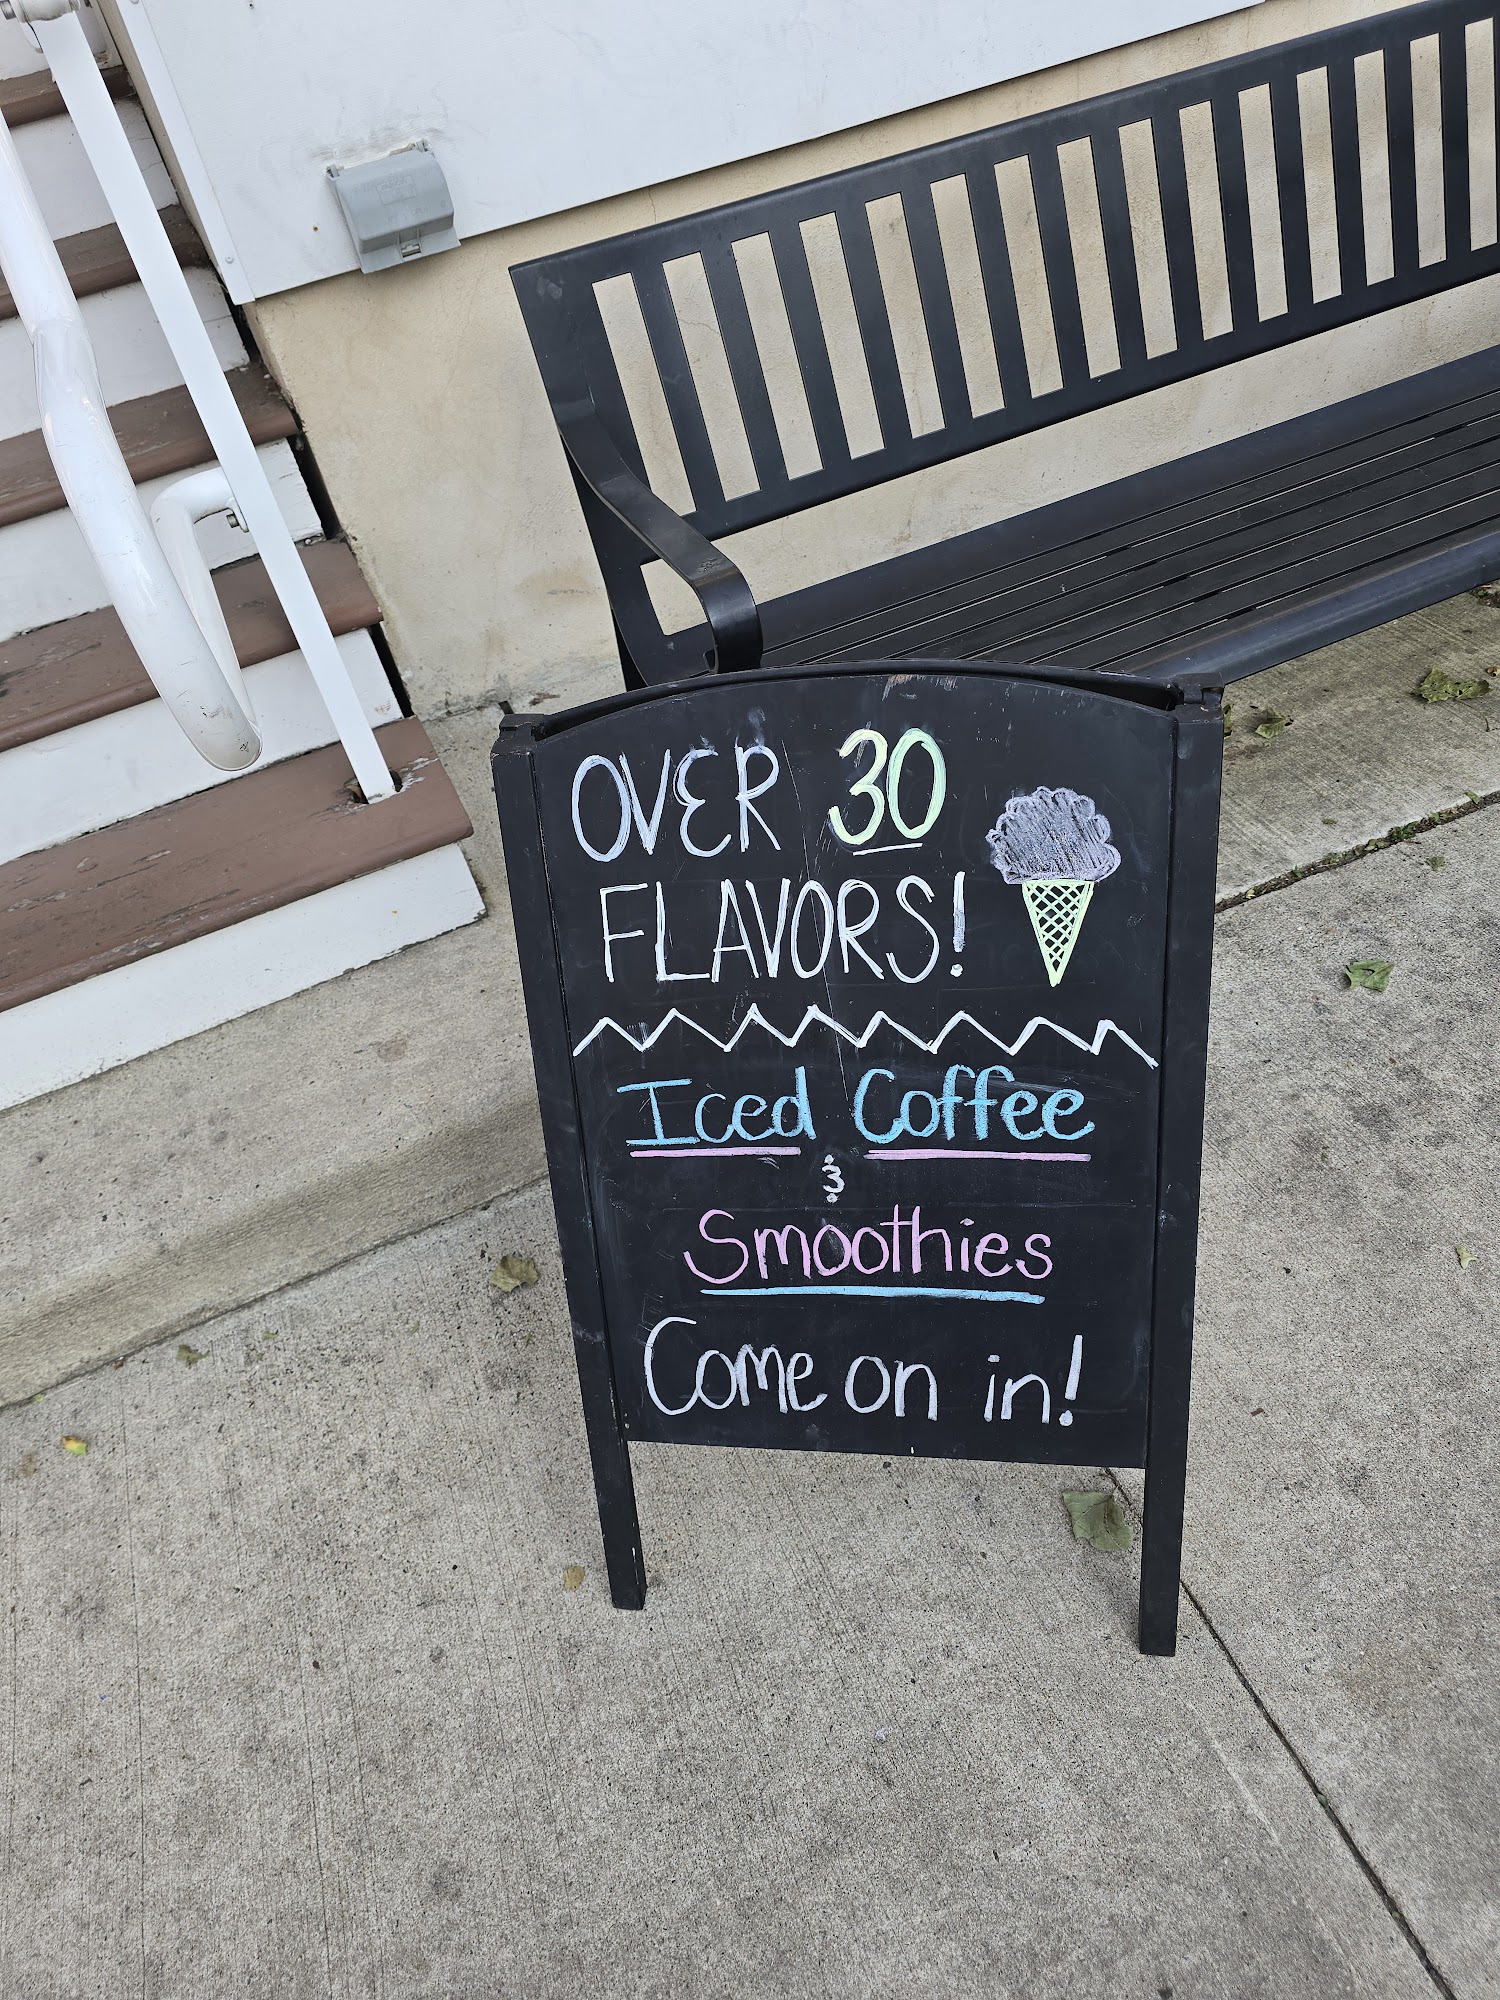 OVER 30
FLAVORS!
Iced Coffee
&
Smoothies
Come on in!